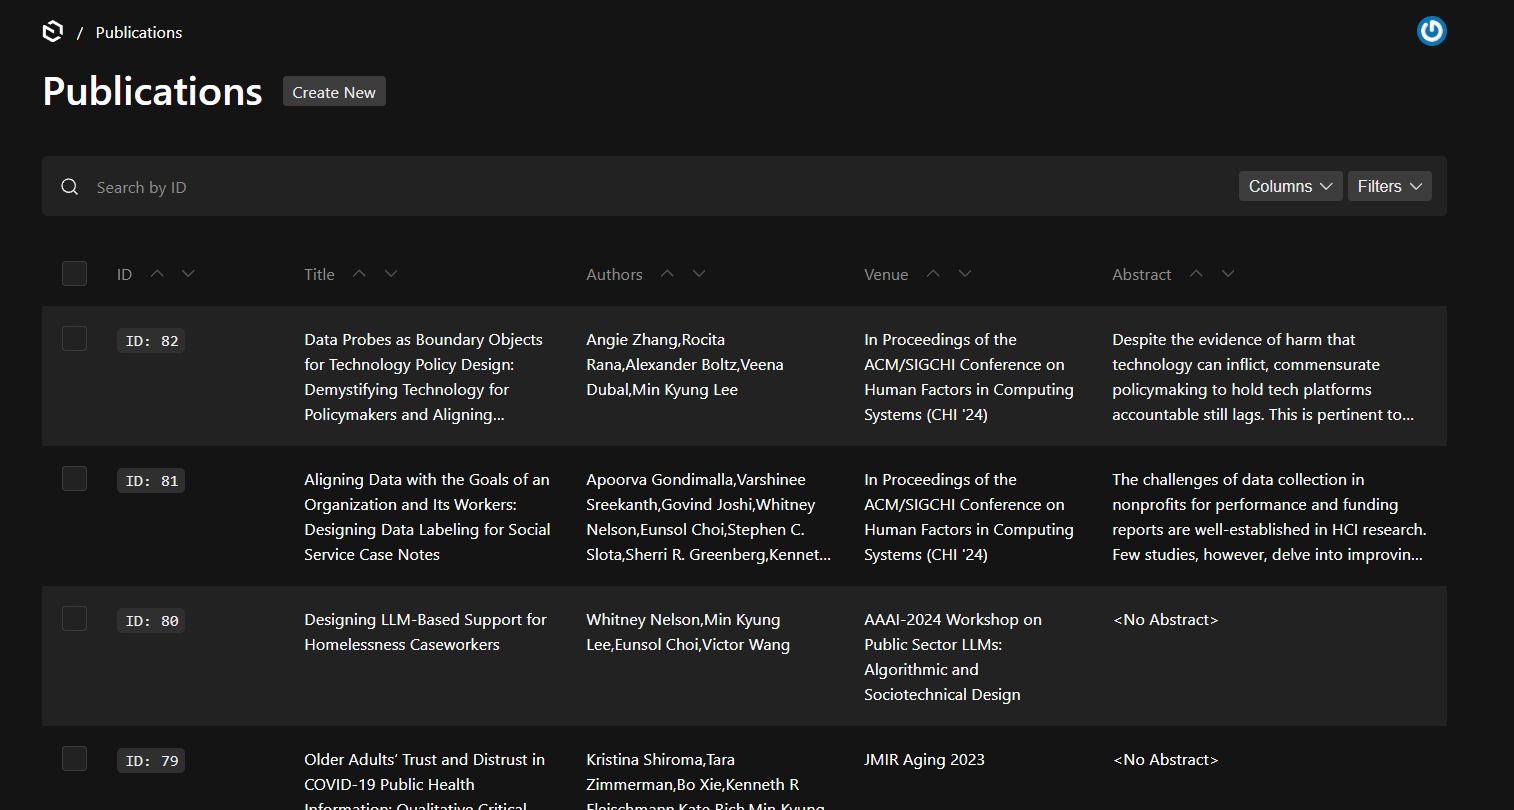 / Publications
Publications
Create New
Search by ID
Columns
Filters
ID
Title
Authors
Venue
Abstract
ID: 82
Data Probes as Boundary Objects
for Technology Policy Design:
Demystifying Technology for
Policymakers and Aligning...
Angie Zhang,Rocita
Rana,Alexander Boltz,Veena
Dubal,Min Kyung Lee
In Proceedings of the
ACM/SIGCHI Conference on
Human Factors in Computing
Systems (CHI '24)
Despite the evidence of harm that
technology can inflict, commensurate
policymaking to hold tech platforms
accountable still lags. This is pertinent to...
ID: 81
Aligning Data with the Goals of an
Organization and Its Workers:
Designing Data Labeling for Social
Service Case Notes
Apoorva Gondimalla,Varshinee
Sreekanth,Govind Joshi,Whitney
Nelson,Eunsol Choi,Stephen C.
Slota,Sherri R. Greenberg,Kennet...
In Proceedings of the
ACM/SIGCHI Conference on
Human Factors in Computing
Systems (CHI '24)
The challenges of data collection in
nonprofits for performance and funding
reports are well-established in HCI research.
Few studies, however, delve into improvin...
ID: 80
Designing LLM-Based Support for
Homelessness Caseworkers
Whitney Nelson,Min Kyung
Lee,Eunsol Choi,Victor Wang
AAAI-2024 Workshop on
Public Sector LLMs:
Algorithmic and
Sociotechnical Design
<No Abstract>
ID: 79
Older Adults’ Trust and Distrust in
COVID-19 Public Health
Information: Qualitative Critical
Kristina Shiroma,Tara
Zimmerman,Bo Xie,Kenneth R
Fleischmann,Kate Rich,Min Kyung
JMIR Aging 2023
<No Abstract>